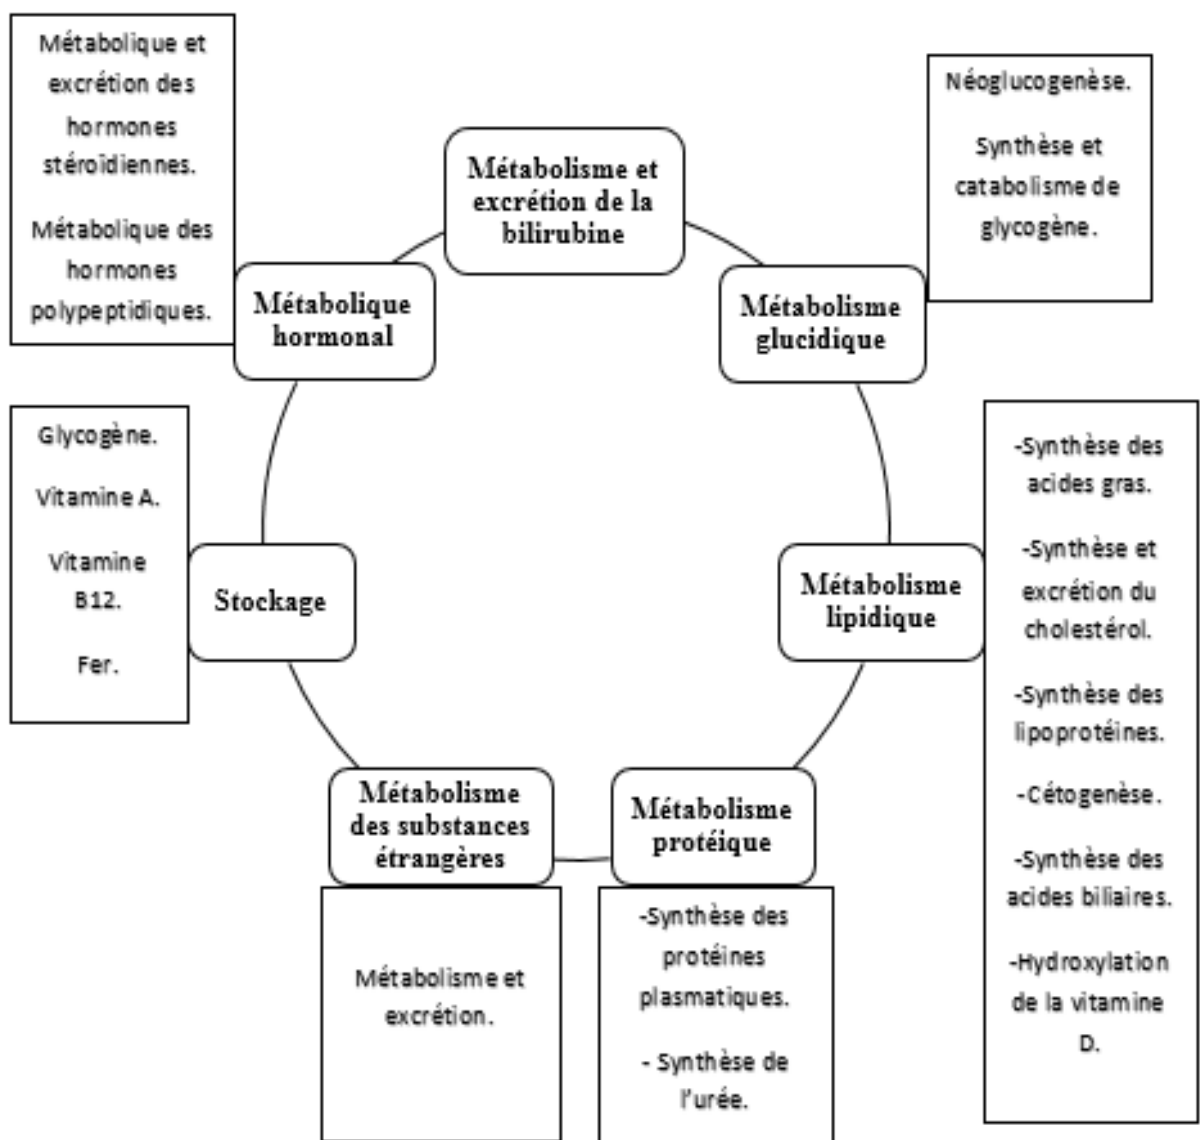 Métabolique et
excrétion des
hormones
stéroïdiennes.
Métabolique des
hormones
polypeptidiques.
Métabolisme et
excrétion de la
bilirubine
Néoglucogenèse.
Synthèse et
catabolisme de
glycogène.
Métabolique
hormonal
Métabolisme
glucidique
Glycogène.
Vitamine A.
Vitamine
B12.
Fer.
Stockage
Métabolisme
lipidique
-Synthèse des
acides gras.
-Synthèse et
excrétion du
cholestérol.
-Synthèse des
lipoprotéines.
-Cétogenèse.
-Synthèse des
acides biliaires.
-Hydroxylation
de la vitamine
D.
Métabolisme
des substances
étrangères
Métabolisme et
excrétion.
Métabolisme
protéique
-Synthèse des
protéines
plasmatiques.
- Synthèse de
l'urée.